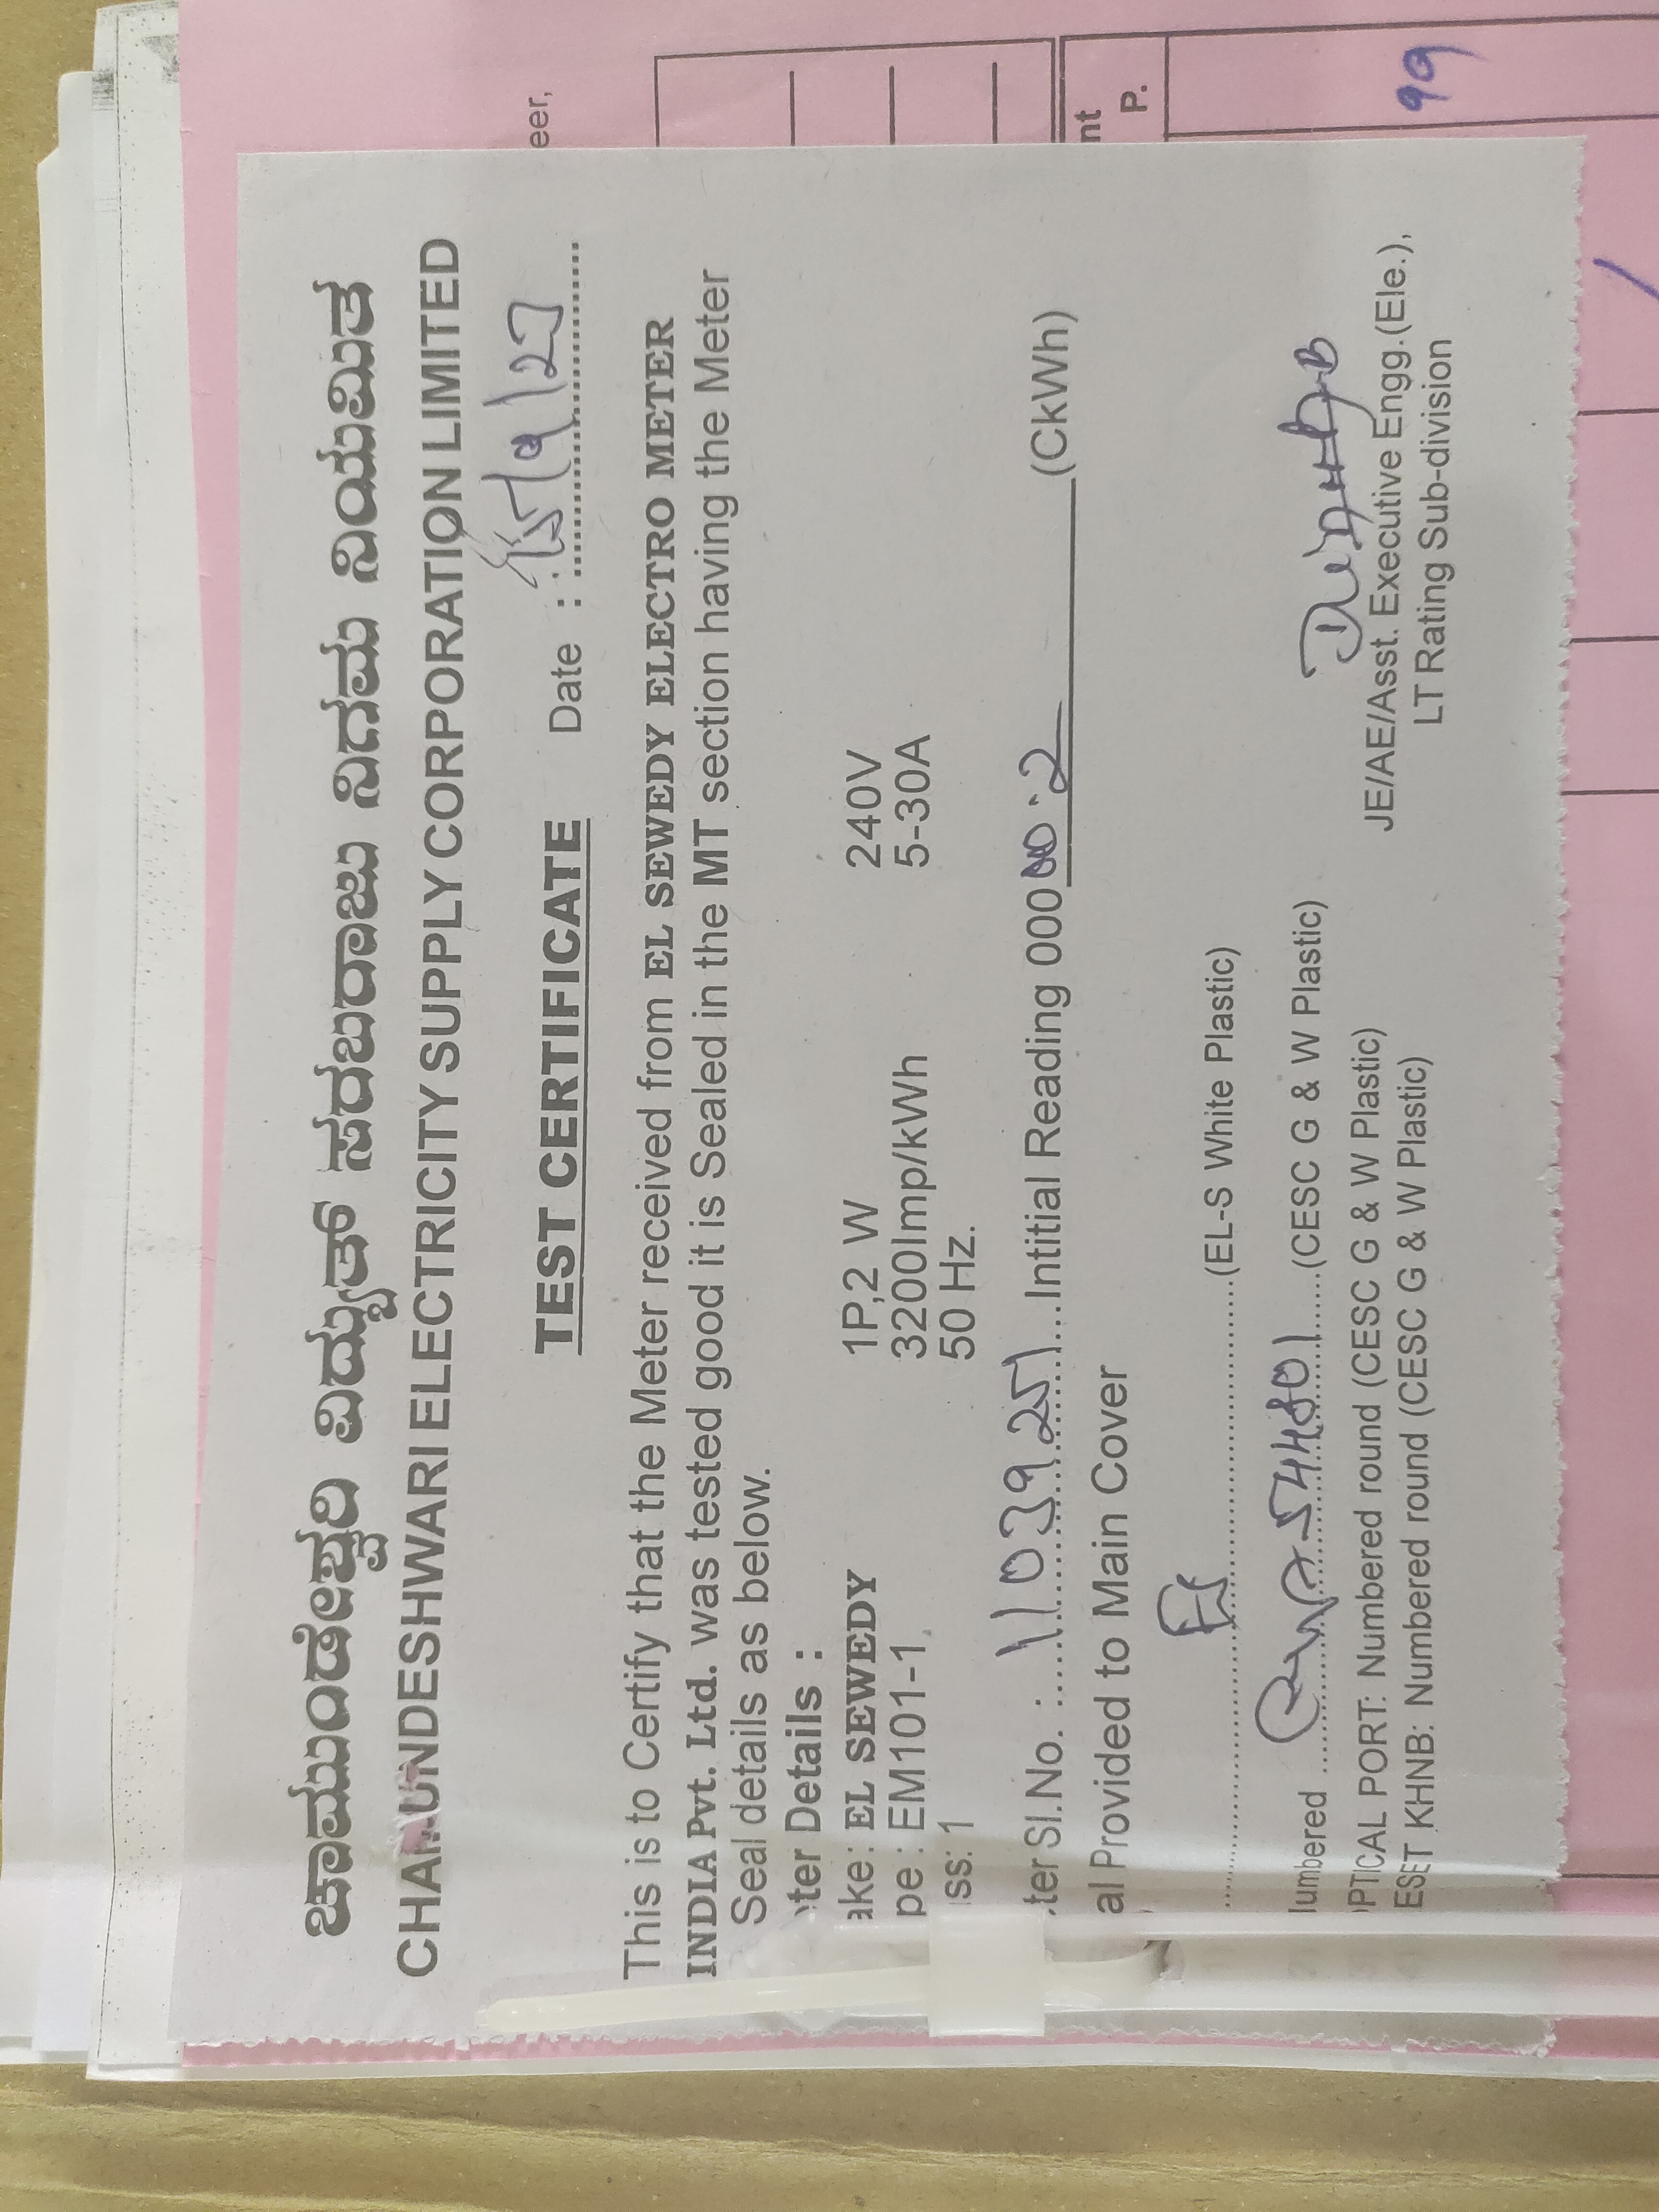 ಚಾಮುಂಡೇಶ್ವರಿ ವಿದ್ಯುತ್ ಸರಬರಾಜು ನಿಗಮ ನಿಯಮಿತ
CHAMUNDESHWARI ELECTRICITY SUPPLY CORPORATION LIMITED
TEST CERTIFICATE Date :
This is to Certify that the Meter received from EL SEWEDY ELECTRO METER
INDIA Pvt. Ltd. was tested good it is Sealed in the MT section having the Meter
Seal details as below.
ter Details :
ake: EL SEWEDY 1P,2 W 240V
pe : EM101-1 3200Imp/kWh 5-30A
ss: 1 50 Hz.
ter Sl.No. : 1103925 Intitial Reading 00000.2 (CkWh)
al Provided to Main Cover
(EL-S White Plastic)
lumbered 54480 (CESC G & W Plastic)
PTICAL PORT: Numbered round (CESC G & W Plastic)
ESET KHNB: Numbered round (CESC G & W Plastic)
JE/AE/Asst. Executive Engg.(Ele.),
LT Rating Sub-division
eer,
nt
P.
99